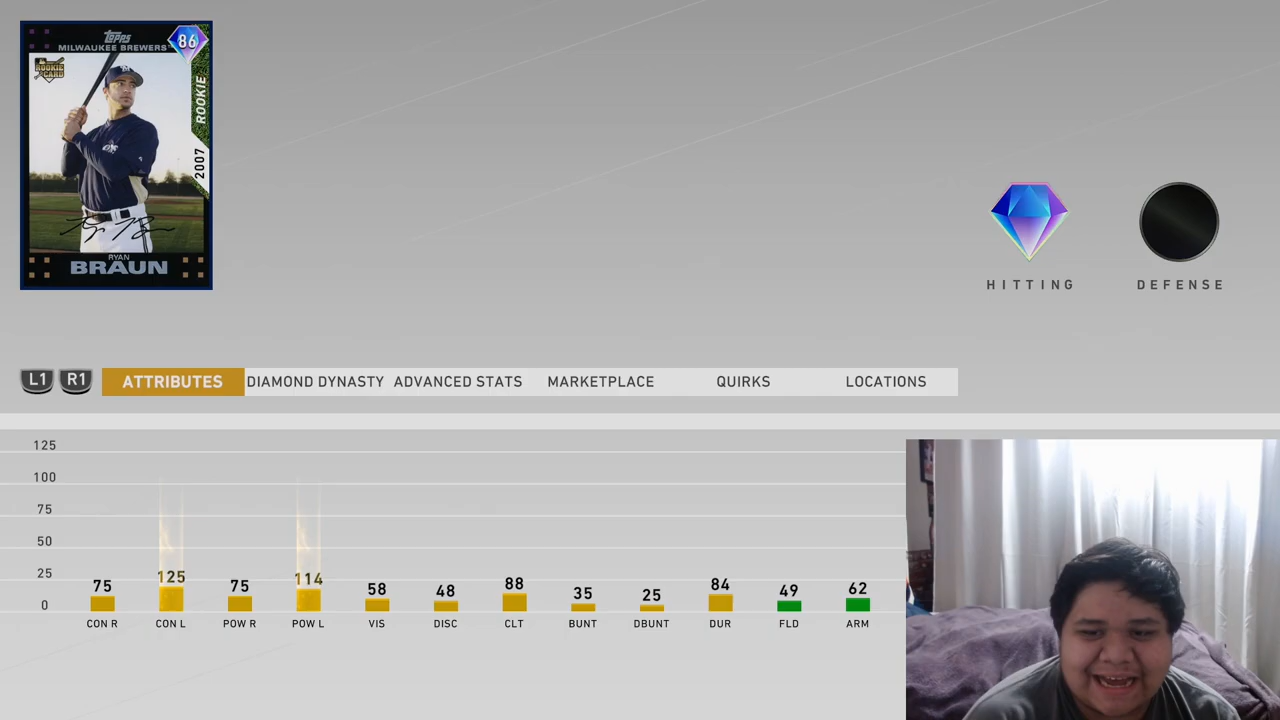 Topps
MILWAUKEE BREWERS
86
ROOKIE CARD
ROOKIE
2007
RYAN
BRAUN
HITTING
DEFENSE
L1 R1 ATTRIBUTES DIAMOND DYNASTY ADVANCED STATS MARKETPLACE QUIRKS LOCATIONS
125
100
75
50
25
0
75 125 75 114 58 48 88 35 25 84 49 62
CON R CON L POW R POW L VIS DISC CLT BUNT DBUNT DUR FLD ARM